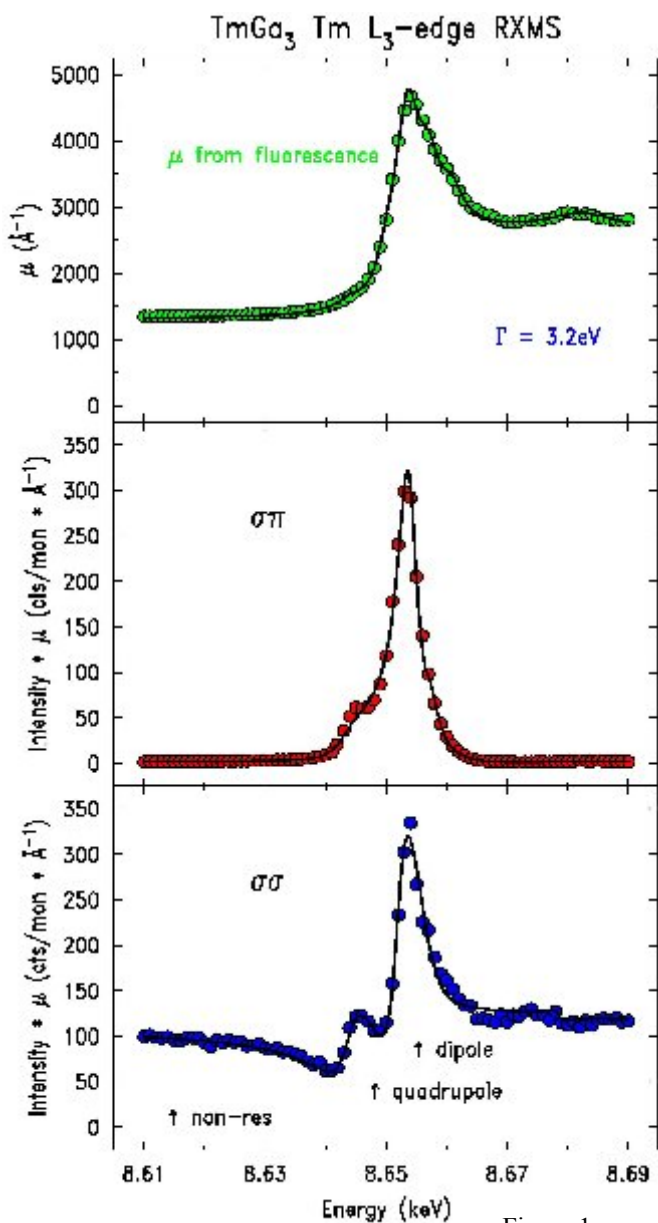 TmGa₃ Tm L₃-edge RXMS
5000
4000
3000
2000
1000
0
μ (Å⁻¹)
μ from fluorescence
Γ = 3.2eV
350
300
250
200
150
100
50
0
Intensity * μ (cts/mon * Å⁻¹)
σπ
350
300
250
200
150
100
50
0
Intensity * μ (cts/mon * Å⁻¹)
σσ
↑ dipole
↑ quadrupole
↑ non-res
8.61 8.63 8.65 8.67 8.69
Energy (keV)